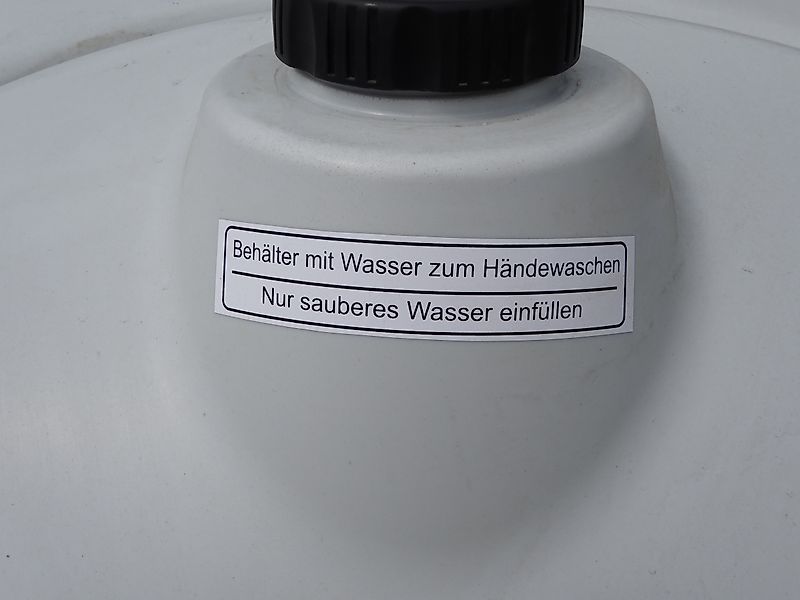 Behälter mit Wasser zum Händewaschen
Nur sauberes Wasser einfüllen